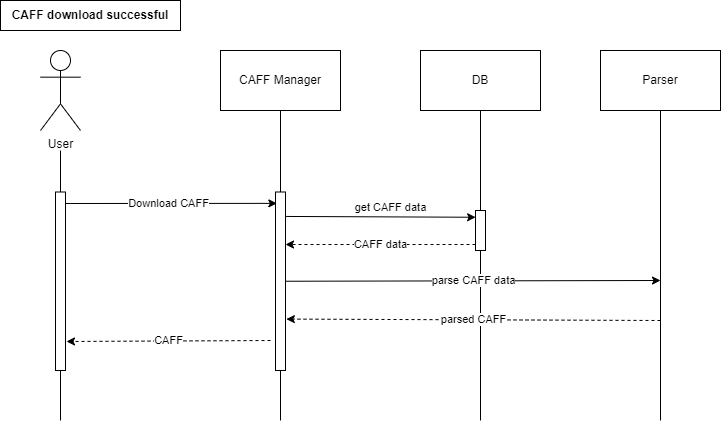 CAFF download successful
User
CAFF Manager
DB
Parser
Download CAFF
get CAFF data
CAFF data
parse CAFF data
parsed CAFF
CAFF